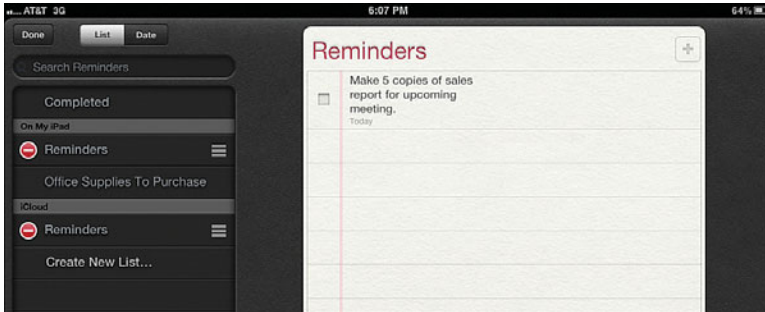 ... AT&T 3G
6:07 PM
64%
Done
List
Date
Search Reminders
Completed
On My iPad
Reminders
Office Supplies To Purchase
iCloud
Reminders
Create New List...
Reminders
Make 5 copies of sales
report for upcoming
meeting.
Today